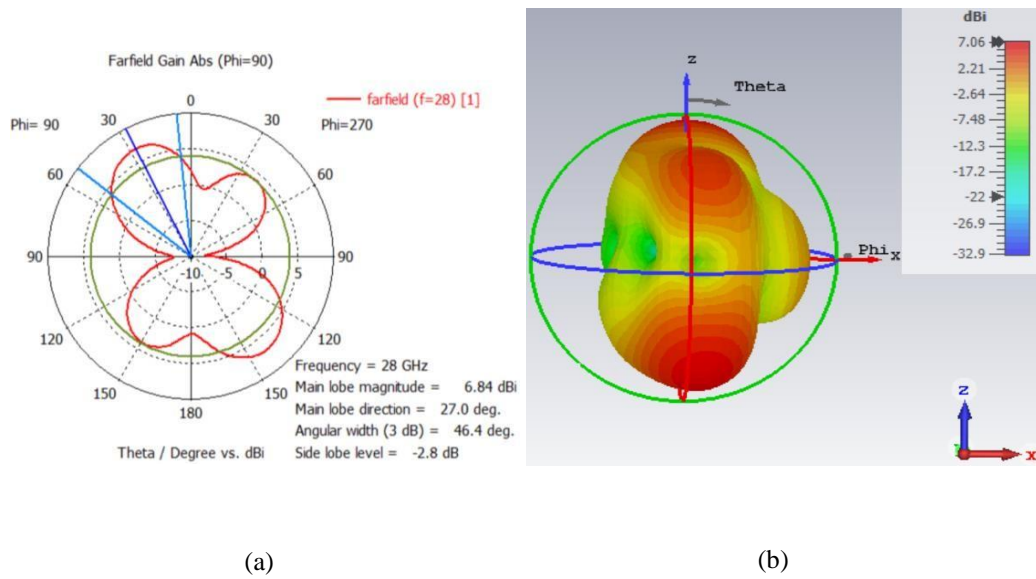 Farfield Gain Abs (Phi=90)
farfield (f=28) [1]
0
Phi= 90
30
30
Phi=270
60
60
90
-10
-5
0
5
90
120
120
150
150
180
Frequency = 28 GHz
Main lobe magnitude = 6.84 dBi
Main lobe direction = 27.0 deg.
Angular width (3 dB) = 46.4 deg.
Side lobe level = -2.8 dB
Theta / Degree vs. dBi
(a)
dBi
7.06
2.21
-2.64
-7.48
-12.3
-17.2
-22
-26.9
-32.9
z
Theta
Phi
x
z
x
(b)